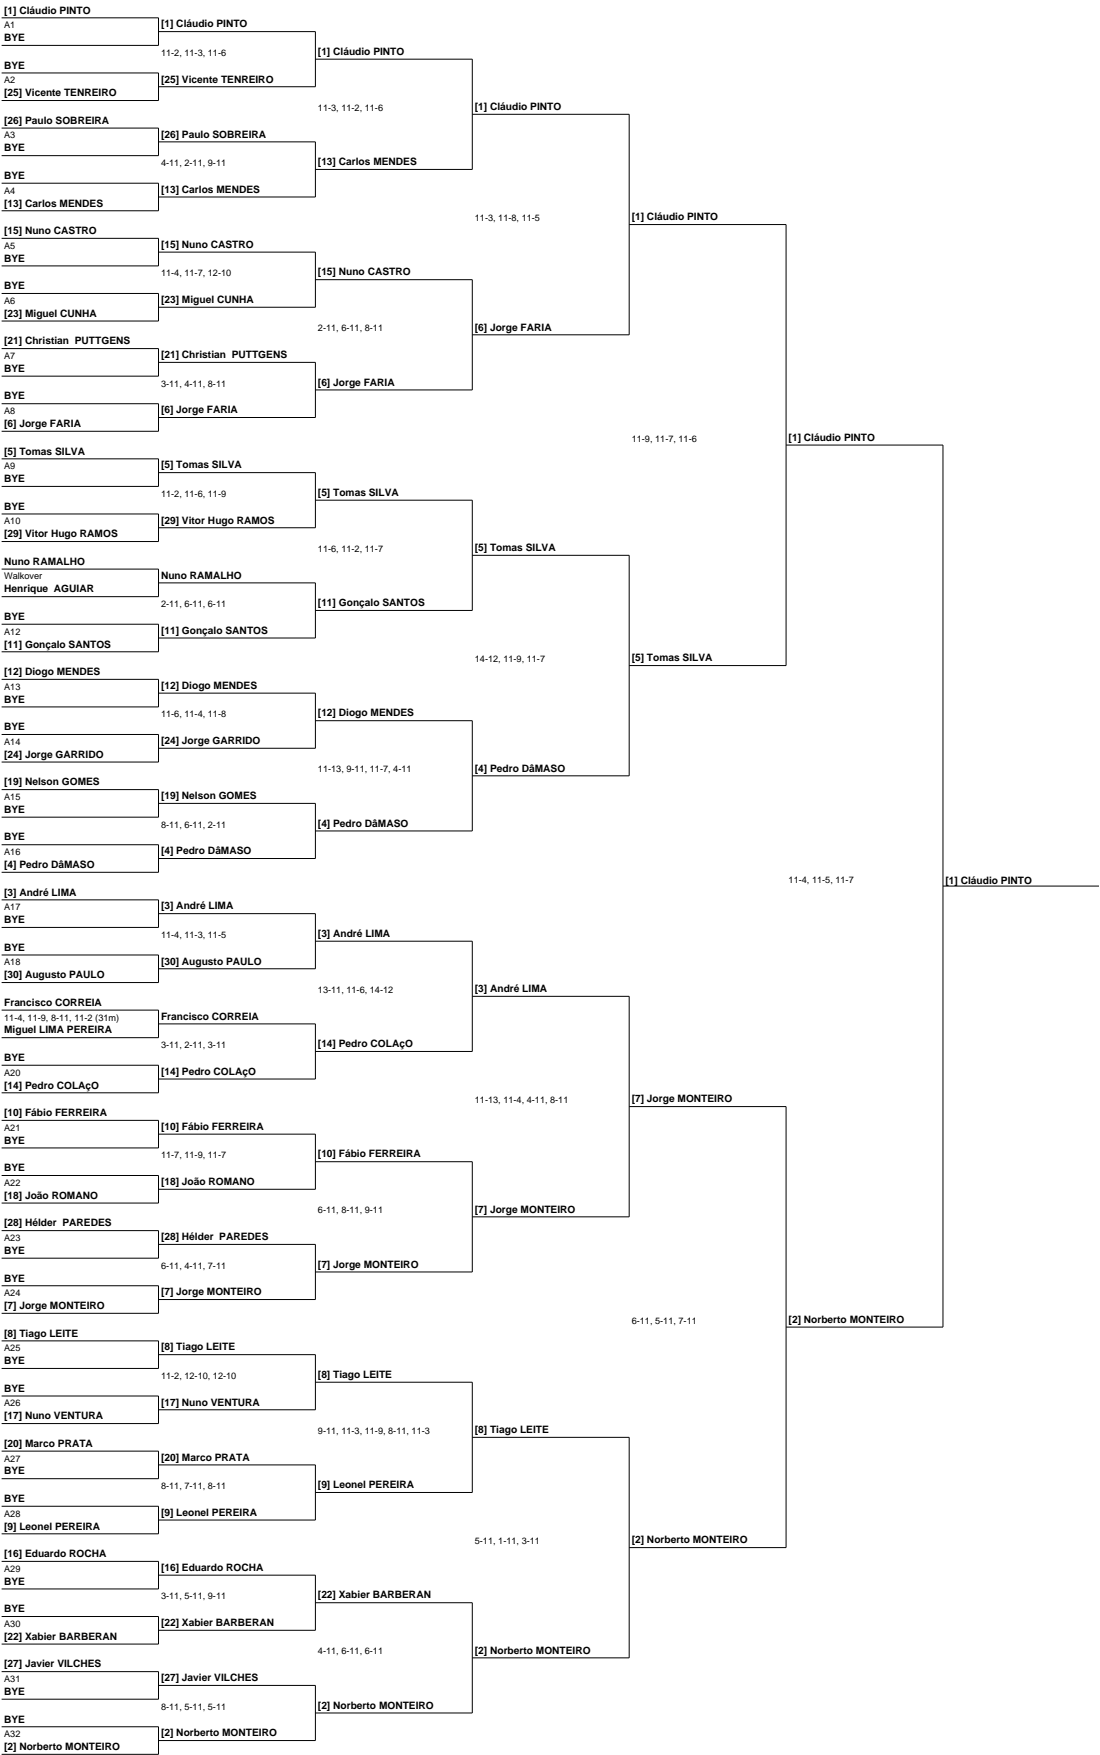 [1] Cláudio PINTO
A1
BYE
BYE
A2
[25] Vicente TENREIRO
[26] Paulo SOBREIRA
A3
BYE
BYE
A4
[13] Carlos MENDES
[15] Nuno CASTRO
A5
BYE
BYE
A6
[23] Miguel CUNHA
[21] Christian  PUTTGENS
A7
BYE
BYE
A8
[6] Jorge FARIA
[5] Tomas SILVA
A9
BYE
BYE
A10
[29] Vitor Hugo RAMOS
Nuno RAMALHO
Walkover
Henrique  AGUIAR
BYE
A12
[11] Gonçalo SANTOS
[12] Diogo MENDES
A13
BYE
BYE
A14
[24] Jorge GARRIDO
[19] Nelson GOMES
A15
BYE
BYE
A16
[4] Pedro DâMASO
[3] André LIMA
A17
BYE
BYE
A18
[30] Augusto PAULO
Francisco CORREIA
11-4, 11-9, 8-11, 11-2 (31m)
Miguel LIMA PEREIRA
BYE
A20
[14] Pedro COLAçO
[10] Fábio FERREIRA
A21
BYE
BYE
A22
[18] João ROMANO
[28] Hélder  PAREDES
A23
BYE
BYE
A24
[7] Jorge MONTEIRO
[8] Tiago LEITE
A25
BYE
BYE
A26
[17] Nuno VENTURA
[20] Marco PRATA
A27
BYE
BYE
A28
[9] Leonel PEREIRA
[16] Eduardo ROCHA
A29
BYE
BYE
A30
[22] Xabier BARBERAN
[27] Javier VILCHES
A31
BYE
BYE
A32
[2] Norberto MONTEIRO
[1] Cláudio PINTO
11-2, 11-3, 11-6
[25] Vicente TENREIRO
[26] Paulo SOBREIRA
4-11, 2-11, 9-11
[13] Carlos MENDES
[15] Nuno CASTRO
11-4, 11-7, 12-10
[23] Miguel CUNHA
[21] Christian  PUTTGENS
3-11, 4-11, 8-11
[6] Jorge FARIA
[5] Tomas SILVA
11-2, 11-6, 11-9
[29] Vitor Hugo RAMOS
Nuno RAMALHO
2-11, 6-11, 6-11
[11] Gonçalo SANTOS
[12] Diogo MENDES
11-6, 11-4, 11-8
[24] Jorge GARRIDO
[19] Nelson GOMES
8-11, 6-11, 2-11
[4] Pedro DâMASO
[3] André LIMA
11-4, 11-3, 11-5
[30] Augusto PAULO
Francisco CORREIA
3-11, 2-11, 3-11
[14] Pedro COLAçO
[10] Fábio FERREIRA
11-7, 11-9, 11-7
[18] João ROMANO
[28] Hélder  PAREDES
6-11, 4-11, 7-11
[7] Jorge MONTEIRO
[8] Tiago LEITE
11-2, 12-10, 12-10
[17] Nuno VENTURA
[20] Marco PRATA
8-11, 7-11, 8-11
[9] Leonel PEREIRA
[16] Eduardo ROCHA
3-11, 5-11, 9-11
[22] Xabier BARBERAN
[27] Javier VILCHES
8-11, 5-11, 5-11
[2] Norberto MONTEIRO
[1] Cláudio PINTO
11-3, 11-2, 11-6
[13] Carlos MENDES
[15] Nuno CASTRO
2-11, 6-11, 8-11
[6] Jorge FARIA
[5] Tomas SILVA
11-6, 11-2, 11-7
[11] Gonçalo SANTOS
[12] Diogo MENDES
11-13, 9-11, 11-7, 4-11
[4] Pedro DâMASO
[3] André LIMA
13-11, 11-6, 14-12
[14] Pedro COLAçO
[10] Fábio FERREIRA
6-11, 8-11, 9-11
[7] Jorge MONTEIRO
[8] Tiago LEITE
9-11, 11-3, 11-9, 8-11, 11-3
[9] Leonel PEREIRA
[22] Xabier BARBERAN
4-11, 6-11, 6-11
[2] Norberto MONTEIRO
[1] Cláudio PINTO
11-3, 11-8, 11-5
[6] Jorge FARIA
[5] Tomas SILVA
14-12, 11-9, 11-7
[4] Pedro DâMASO
[3] André LIMA
11-13, 11-4, 4-11, 8-11
[7] Jorge MONTEIRO
[8] Tiago LEITE
5-11, 1-11, 3-11
[2] Norberto MONTEIRO
[1] Cláudio PINTO
11-9, 11-7, 11-6
[5] Tomas SILVA
[7] Jorge MONTEIRO
6-11, 5-11, 7-11
[2] Norberto MONTEIRO
[1] Cláudio PINTO
11-4, 11-5, 11-7
[2] Norberto MONTEIRO
[1] Cláudio PINTO